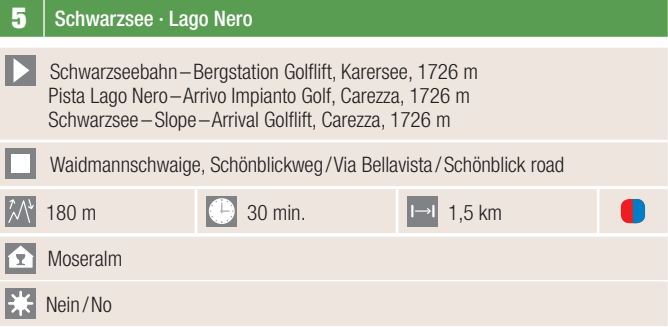 5 Schwarzsee · Lago Nero
Schwarzseebahn – Bergstation Golflift, Karersee, 1726 m
Pista Lago Nero – Arrivo Impianto Golf, Carezza, 1726 m
Schwarzsee – Slope – Arrival Golflift, Carezza, 1726 m
Waidmannschwaige, Schönblickweg / Via Bellavista / Schönblick road
180 m 30 min. 1,5 km
Moseralm
Nein / No